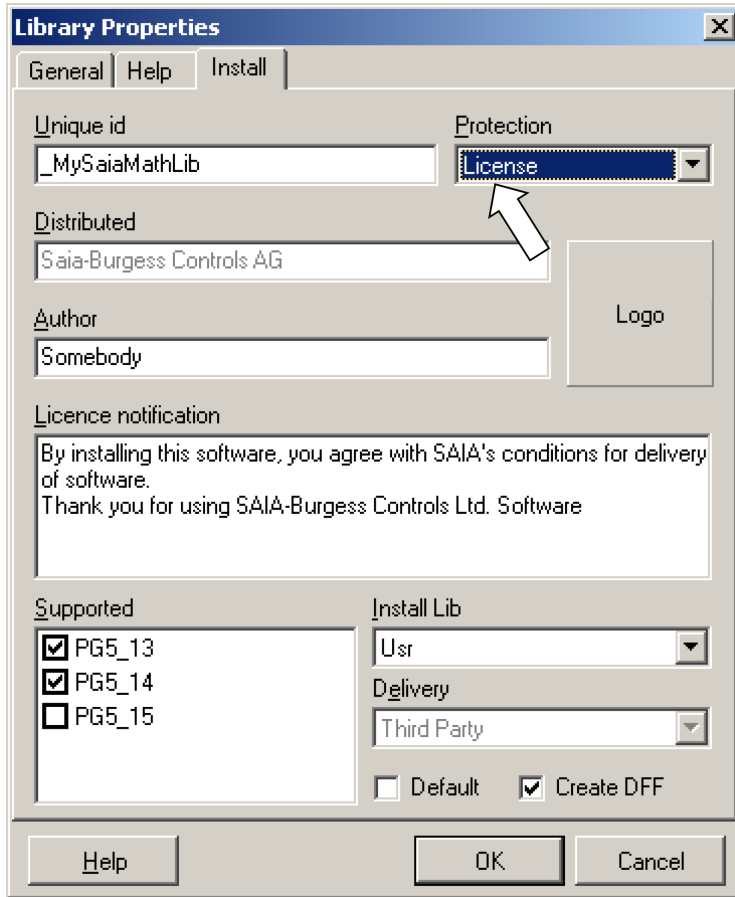 Library Properties
General Help Install
Unique id
Protection
_MySaiaMathLib
License
Distributed
Saia-Burgess Controls AG
Logo
Author
Somebody
Licence notification
By installing this software, you agree with SAIA's conditions for delivery
of software.
Thank you for using SAIA-Burgess Controls Ltd. Software
Supported
PG5_13
PG5_14
PG5_15
Install Lib
Usr
Delivery
Third Party
Default
Create DFF
Help
OK
Cancel